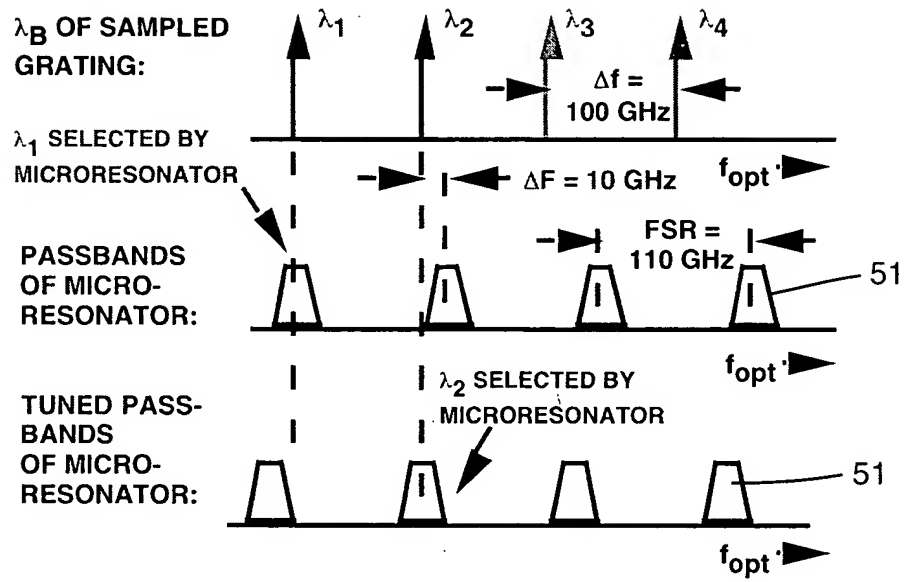 λB OF SAMPLED
GRATING:
λ1
λ2
λ3
λ4
Δf =
100 GHz
fopt
λ1 SELECTED BY
MICRORESONATOR
ΔF = 10 GHz
FSR =
110 GHz
PASSBANDS
OF MICRO-
RESONATOR:
51
fopt
TUNED PASS-
BANDS
OF MICRO-
RESONATOR:
λ2 SELECTED BY
MICRORESONATOR
51
fopt